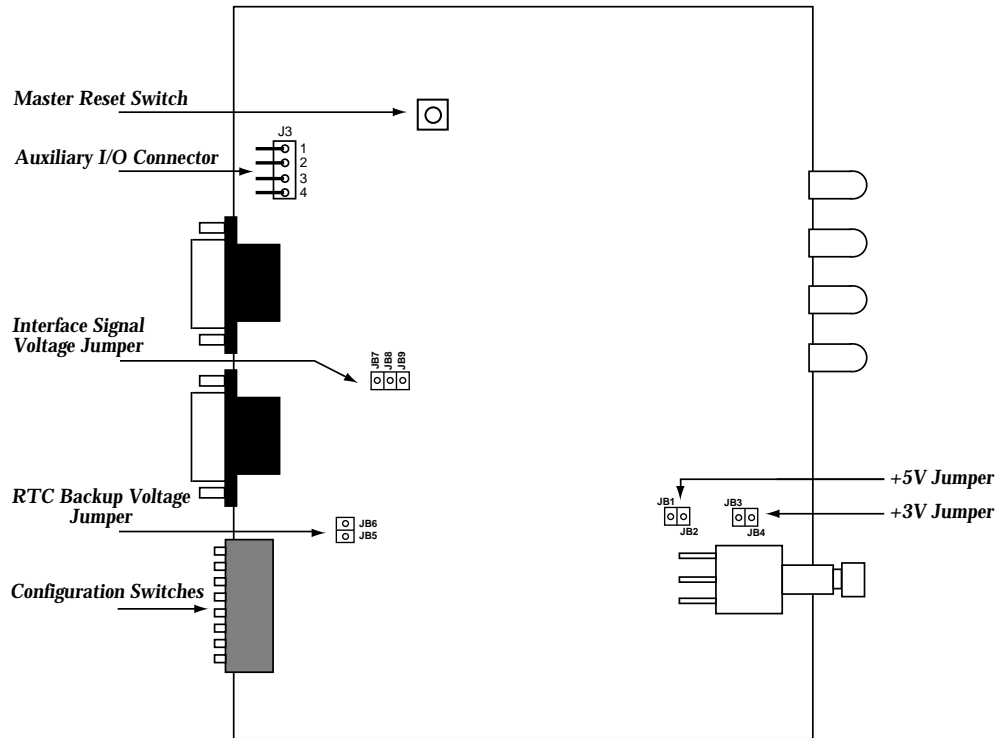 Master Reset Switch
J3
1
2
3
4
Auxiliary I/O Connector
Interface Signal
Voltage Jumper
JB7
JB8
JB9
RTC Backup Voltage
Jumper
JB6
JB5
+5V Jumper
JB1
JB2
JB3
JB4
+3V Jumper
Configuration Switches